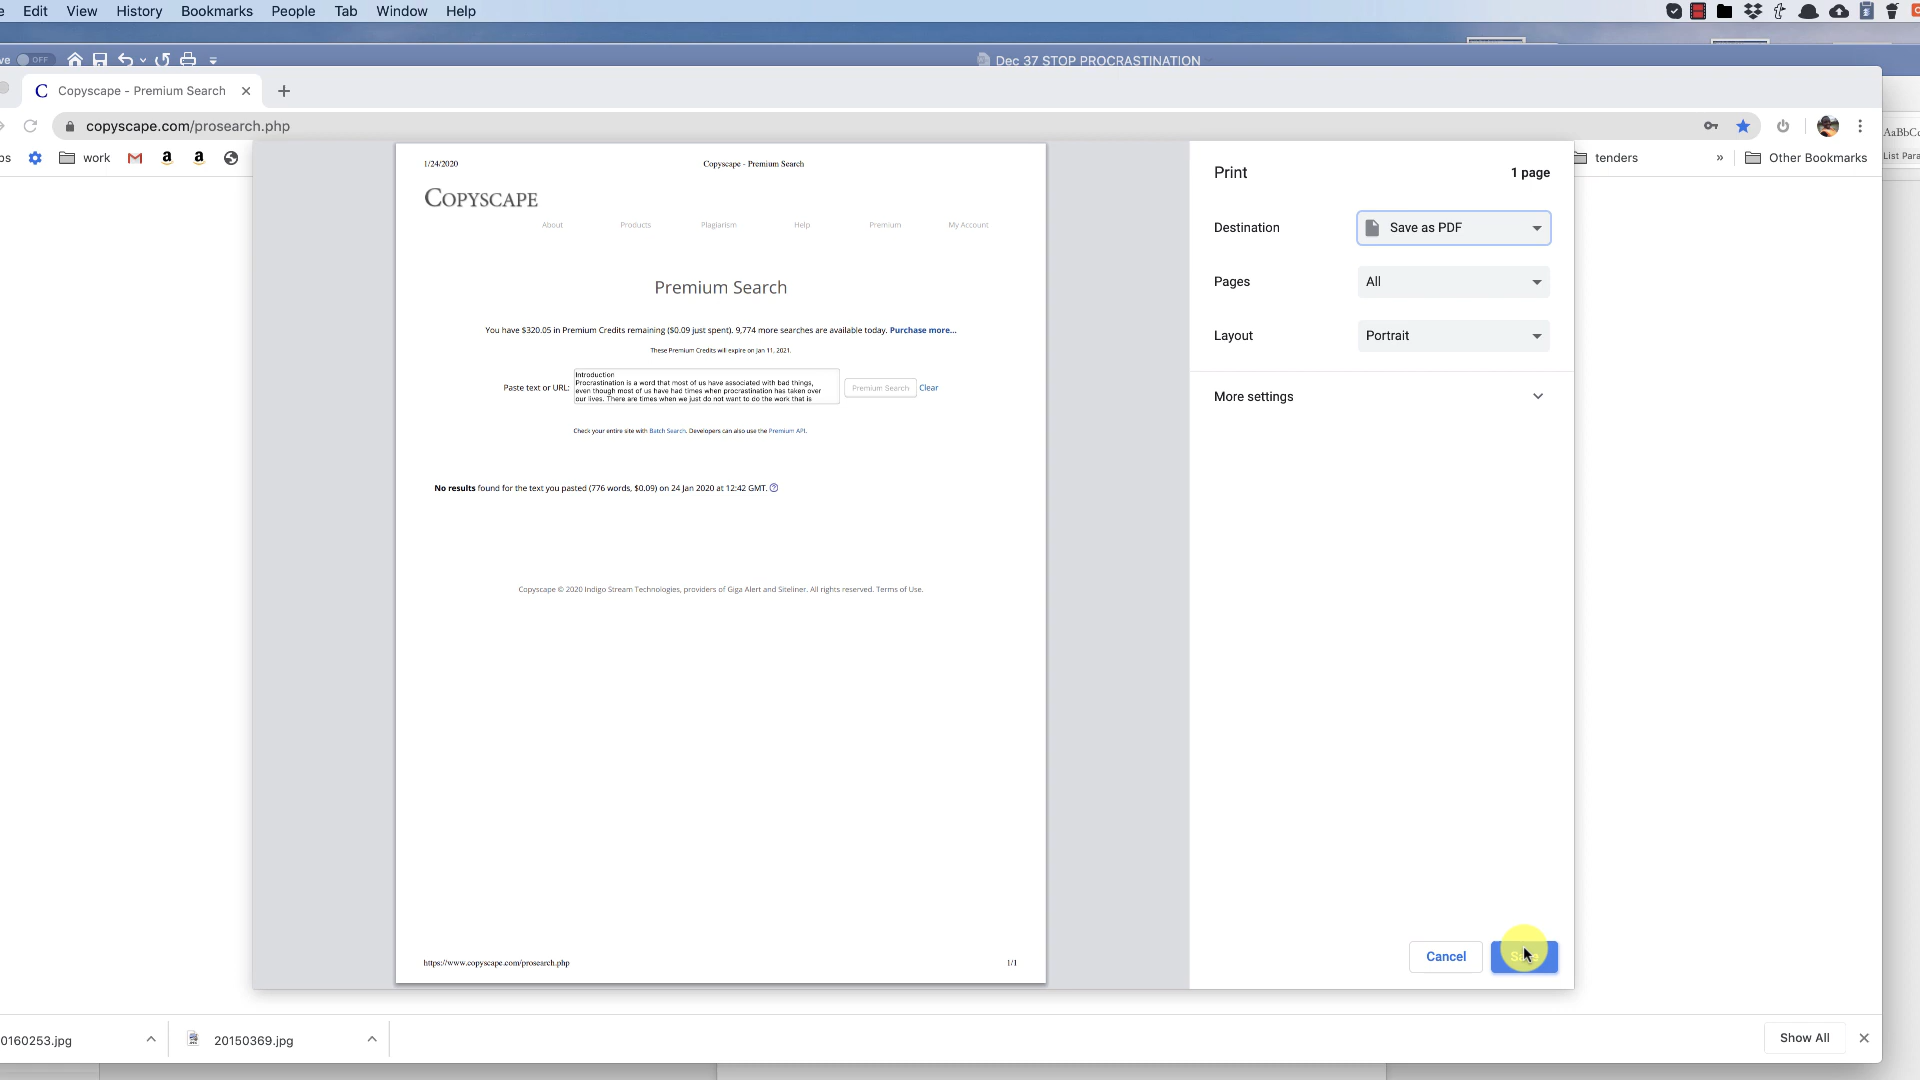 Edit View History Bookmarks People Tab Window Help
OFF
Dec 37 STOP PROCRASTINATION
Copyscape - Premium Search
copyscape.com/prosearch.php
AaBbCc
work
tenders
»
Other Bookmarks
List Para
1/24/2020
Copyscape - Premium Search
COPYSCAPE
About Products Plagiarism Help Premium My Account
Premium Search
You have $320.05 in Premium Credits remaining ($0.09 just spent). 9,774 more searches are available today. Purchase more...
These Premium Credits will expire on Jan 11, 2021.
Paste text or URL:
Introduction
Procrastination is a word that most of us have associated with bad things,
even though most of us have had times when procrastination has taken over
our lives. There are times when we just do not want to do the work that is
Premium Search
Clear
Check your entire site with Batch Search. Developers can also use the Premium API.
No results found for the text you pasted (776 words, $0.09) on 24 Jan 2020 at 12:42 GMT.
Copyscape © 2020 Indigo Stream Technologies, providers of Giga Alert and Siteliner. All rights reserved. Terms of Use.
https://www.copyscape.com/prosearch.php
1/1
Print
1 page
Destination
Save as PDF
Pages
All
Layout
Portrait
More settings
Cancel
0160253.jpg
20150369.jpg
Show All